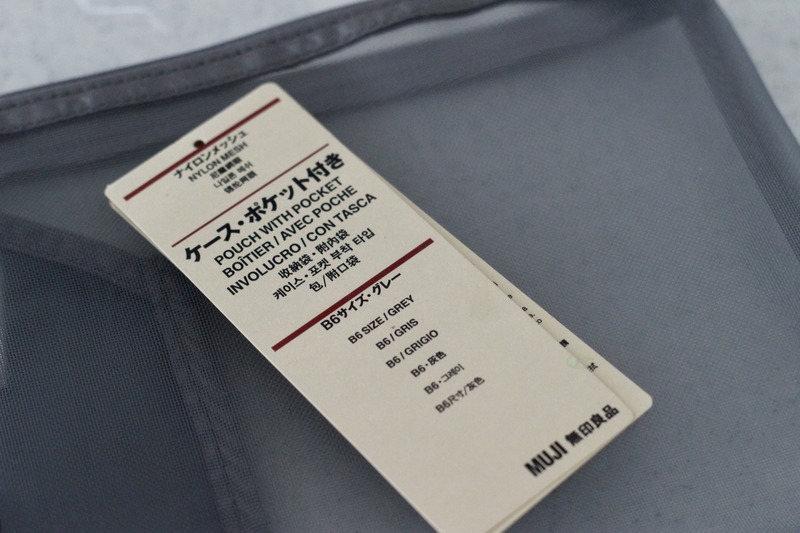 ナイロンメッシュ
NYLON MESH
尼龍網眼
나일론 메쉬
锦纶网眼
ケース・ポケット付き
POUCH WITH POCKET
BOÎTIER / AVEC POCHE
INVOLUCRO / CON TASCA
收納袋・附內袋
케이스・포켓 부착 타입
包/附口袋
B6サイズ・グレー
B6 SIZE / GREY
B6 / GRIS
B6 / GRIGIO
B6・灰色
B6・그레이
B6尺寸/灰色
MUJI 無印良品